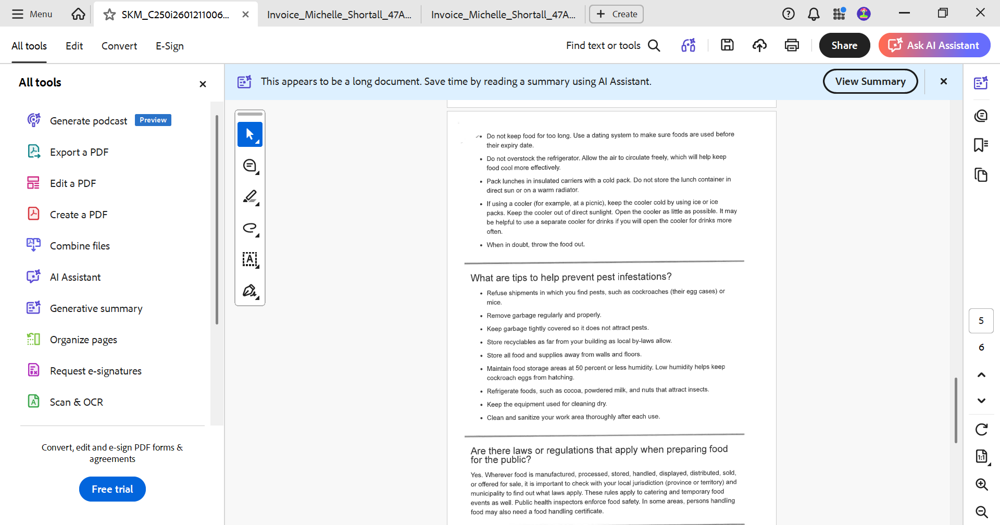 Menu
SKM_C250i2601211006...
Invoice_Michelle_Shortall_47A...
Invoice_Michelle_Shortall_47A...
Create
All tools
Edit
Convert
E-Sign
Find text or tools
Share
Ask AI Assistant
All tools
This appears to be a long document. Save time by reading a summary using AI Assistant.
View Summary
Generate podcast
Preview
Export a PDF
Edit a PDF
Create a PDF
Combine files
AI Assistant
Generative summary
Organize pages
Request e-signatures
Scan & OCR
Convert, edit and e-sign PDF forms &
agreements
Free trial
• Do not keep food for too long. Use a dating system to make sure foods are used before
their expiry date.
• Do not overstock the refrigerator. Allow the air to circulate freely, which will help keep
food cool more effectively.
• Pack lunches in insulated carriers with a cold pack. Do not store the lunch container in
direct sun or on a warm radiator.
• If using a cooler (for example, at a picnic), keep the cooler cold by using ice or ice
packs. Keep the cooler out of direct sunlight. Open the cooler as little as possible. It may
be helpful to use a separate cooler for drinks if you will open the cooler for drinks more
often.
• When in doubt, throw the food out.
What are tips to help prevent pest infestations?
• Refuse shipments in which you find pests, such as cockroaches (their egg cases) or
mice.
• Remove garbage regularly and properly.
• Keep garbage tightly covered so it does not attract pests.
• Store recyclables as far from your building as local by-laws allow.
• Store all food and supplies away from walls and floors.
• Maintain food storage areas at 50 percent or less humidity. Low humidity helps keep
cockroach eggs from hatching.
• Refrigerate foods, such as cocoa, powdered milk, and nuts that attract insects.
• Keep the equipment used for cleaning dry.
• Clean and sanitize your work area thoroughly after each use.
Are there laws or regulations that apply when preparing food
for the public?
Yes. Wherever food is manufactured, processed, stored, handled, displayed, distributed, sold,
or offered for sale, it is important to check with your local jurisdiction (province or territory) and
municipality to find out what laws apply. These rules apply to catering and temporary food
events as well. Public health inspectors enforce food safety. In some areas, persons handling
food may also need a food handling certificate.
5
6
1:1